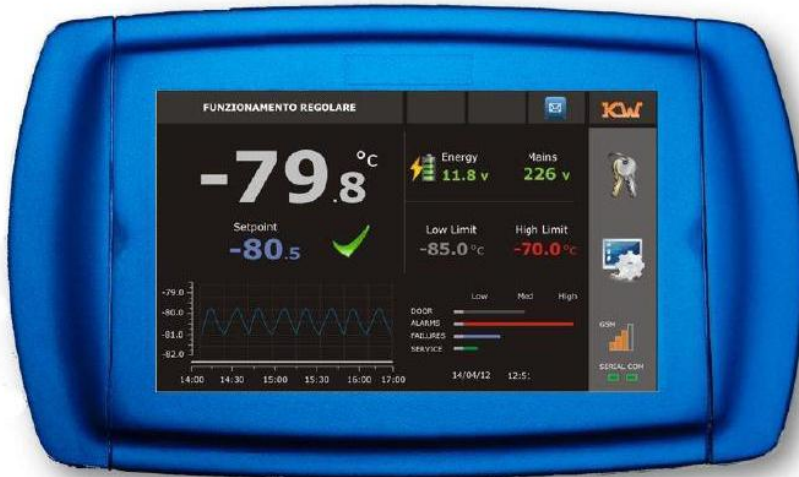 FUNZIONAMENTO REGOLARE
KW
-79.8 °C
Energy
11.8 v
Mains
226 v
Setpoint
-80.5
Low Limit
-85.0 °C
High Limit
-70.0 °C
-79.0
-80.0
-81.0
-82.0
14:00 14:30 15:00 15:30 16:00 17:00
Low Med High
DOOR
ALARMS
FAILURES
SERVICE
14/04/12 12:51
GSM
SERIAL COM